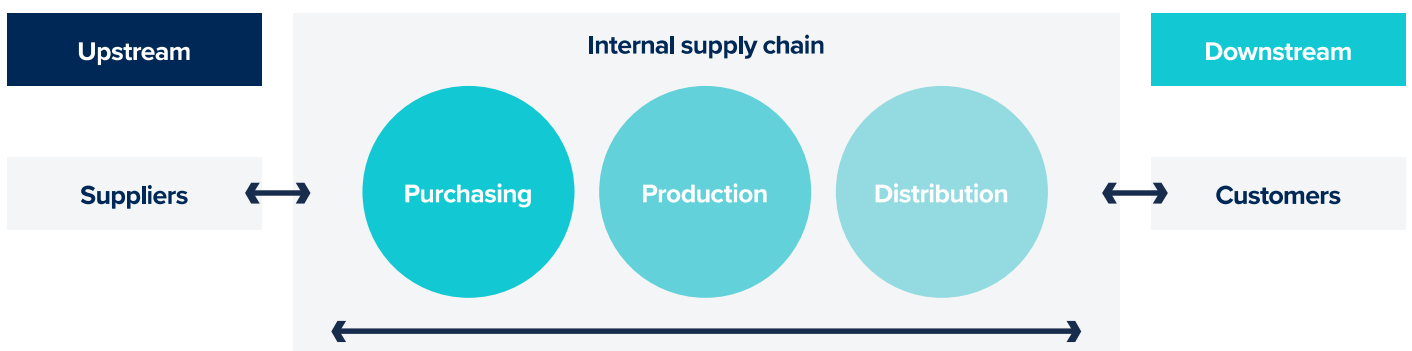 Upstream
Internal supply chain
Downstream
Suppliers
Purchasing
Production
Distribution
Customers